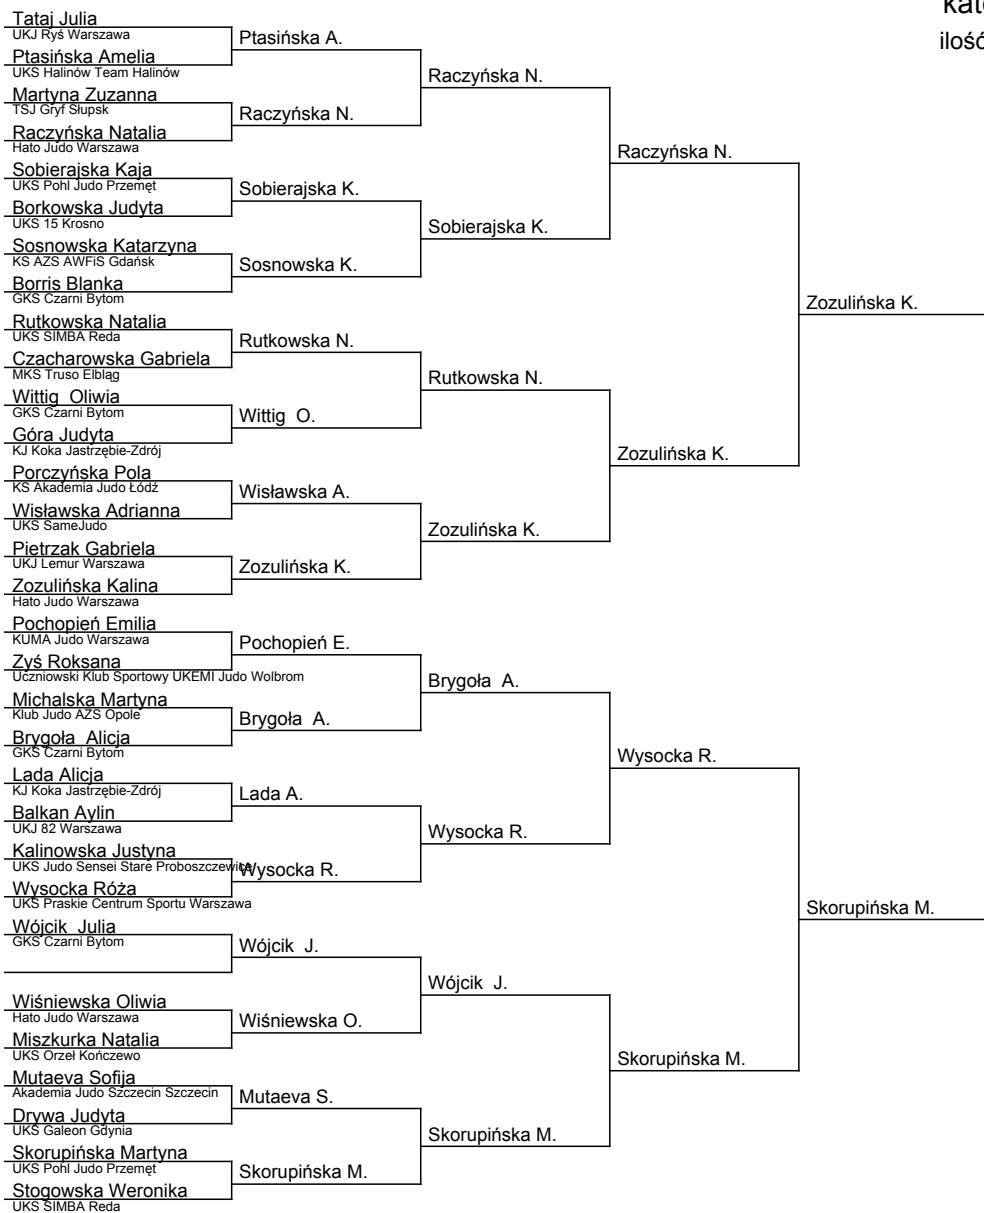 kat
iloś
Tataj Julia
UKJ Ryś Warszawa
Ptasińska Amelia
UKS Halinów Team Halinów
Martyna Zuzanna
TSJ Gryf Słupsk
Raczyńska Natalia
Hato Judo Warszawa
Sobierajska Kaja
UKS Pohl Judo Przemęt
Borkowska Judyta
UKS 15 Krosno
Sosnowska Katarzyna
KS AZS AWFiS Gdańsk
Borris Blanka
GKS Czarni Bytom
Rutkowska Natalia
UKS SIMBA Reda
Czacharowska Gabriela
MKS Truso Elbląg
Wittig Oliwia
GKS Czarni Bytom
Góra Judyta
KJ Koka Jastrzębie-Zdrój
Porczyńska Pola
KS Akademia Judo Łódź
Wisławska Adrianna
UKS SameJudo
Pietrzak Gabriela
UKJ Lemur Warszawa
Zozulińska Kalina
Hato Judo Warszawa
Pochopień Emilia
KUMA Judo Warszawa
Zyś Roksana
Uczniowski Klub Sportowy UKEMI Judo Wolbrom
Michalska Martyna
Klub Judo AZS Opole
Brygoła Alicja
GKS Czarni Bytom
Lada Alicja
KJ Koka Jastrzębie-Zdrój
Balkan Aylin
UKJ 82 Warszawa
Kalinowska Justyna
UKS Judo Sensei Stare Proboszczewice
Wysocka Róża
UKS Praskie Centrum Sportu Warszawa
Wójcik Julia
GKS Czarni Bytom
Wiśniewska Oliwia
Hato Judo Warszawa
Miszkurka Natalia
UKS Orzeł Kończewo
Mutaeva Sofija
Akademia Judo Szczecin Szczecin
Drywa Judyta
UKS Galeon Gdynia
Skorupińska Martyna
UKS Pohl Judo Przemęt
Stogowska Weronika
UKS SIMBA Reda
Ptasińska A.
Raczyńska N.
Sobierajska K.
Sosnowska K.
Rutkowska N.
Wittig O.
Wisławska A.
Zozulińska K.
Pochopień E.
Brygoła A.
Lada A.
Wysocka R.
Wójcik J.
Wiśniewska O.
Mutaeva S.
Skorupińska M.
Raczyńska N.
Sobierajska K.
Rutkowska N.
Zozulińska K.
Brygoła A.
Wysocka R.
Wójcik J.
Skorupińska M.
Raczyńska N.
Zozulińska K.
Wysocka R.
Skorupińska M.
Zozulińska K.
Skorupińska M.